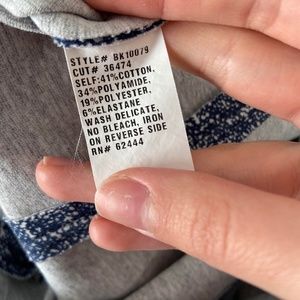 STYLE# BK10079
CUT# 36474
SELF:41%COTTON,
34%POLYAMIDE,
19%POLYESTER,
6%ELASTANE
WASH DELICATE,
NO BLEACH, IRON
ON REVERSE SIDE
RN# 62444